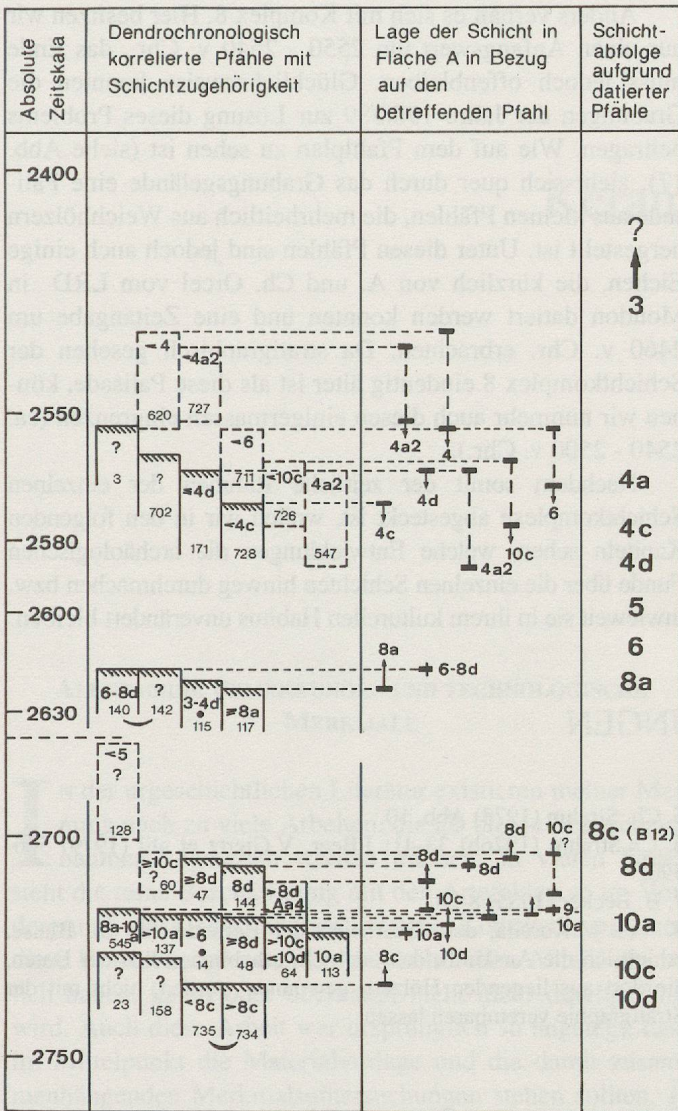 Absolute
Zeitskala
Dendrochronologisch
korrelierte Pfähle mit
Schichtzugehörigkeit
Lage der Schicht in
Fläche A in Bezug
auf den
betreffenden Pfahl
Schicht-
abfolge
aufgrund
datierter
Pfähle
2400
2550
2580
2600
2630
2700
2750
<4
620
<4a2
727
?
3
?
702
≤4d
171
<6
711
<4c
728
<10c
726
4a2
547
6-8d
140
?
142
3-4d
115
≥8a
117
<5
?
128
≥10c
?
60
≥8d
47
8d
144
>8d
Aa4
8a-10
545
>10a
137
>6
14
≥8d
48
>10c
<10d
64
10a
113
?
23
?
158
<8c
735
>8c
734
4a2
4
4d
4c
4a2
10c
6
8a
6-8d
8d
8d
8d
10c
?
10c
10a
10d
9-
10a
8c
?
3
4a
4c
4d
5
6
8a
8c (B12)
8d
10a
10c
10d